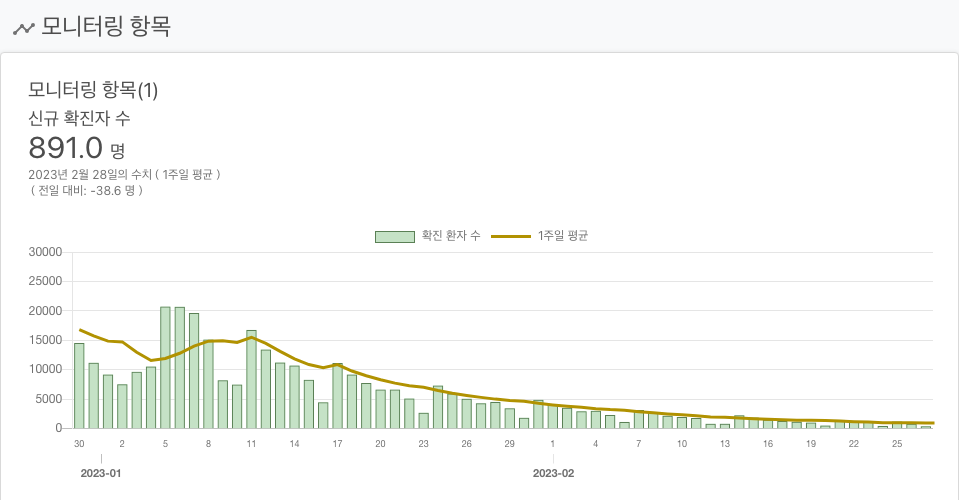 모니터링 항목
모니터링 항목(1)
신규 확진자 수
891.0 명
2023년 2월 28일의 수치 ( 1주일 평균 )
( 전일 대비: -38.6 명 )
확진 환자 수 1주일 평균
30000
25000
20000
15000
10000
5000
0
30 2 5 8 11 14 17 20 23 26 29 1 4 7 10 13 16 19 22 25
2023-01 2023-02